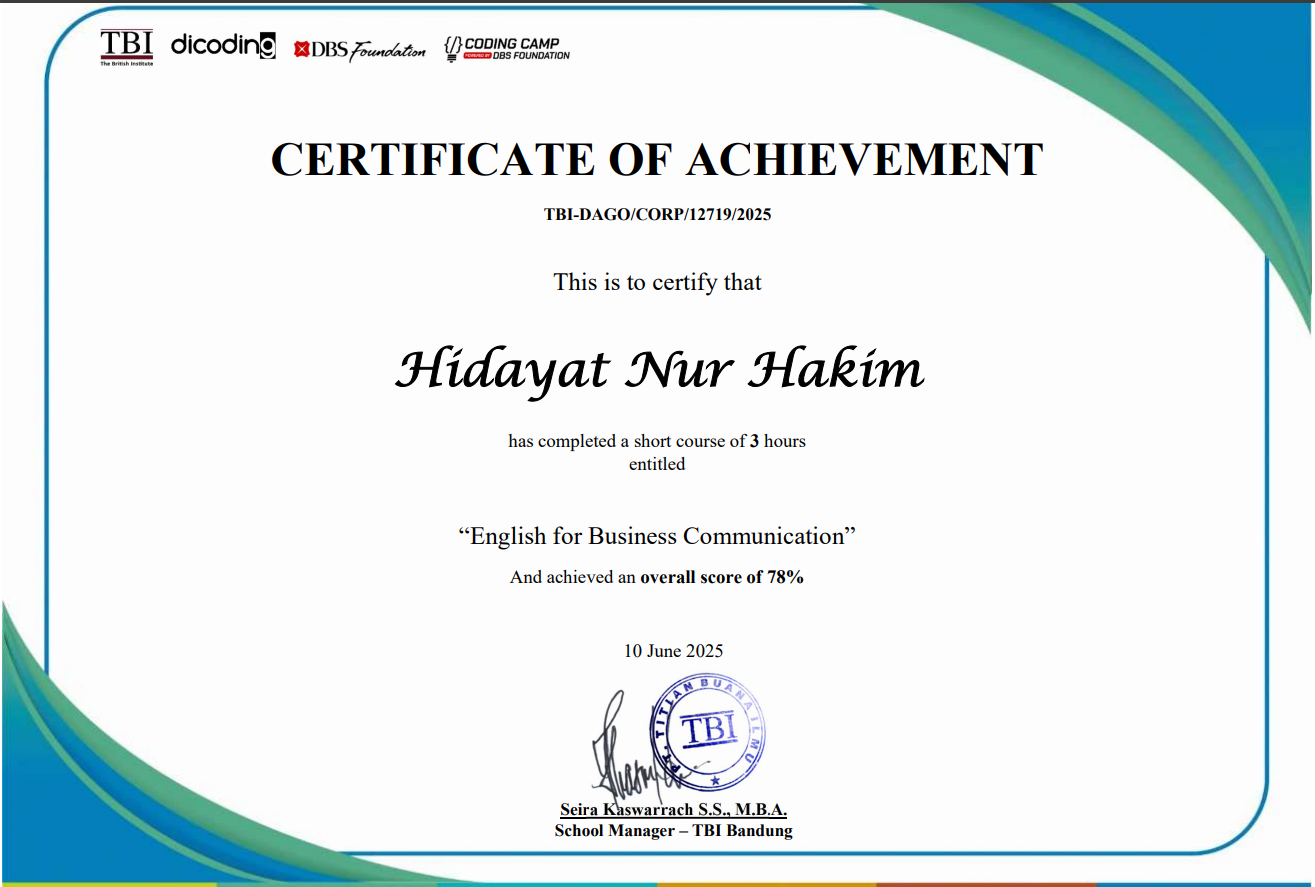 TBI
The British Institute
dicoding
DBS Foundation
CODING CAMP
POWERED BY DBS FOUNDATION
CERTIFICATE OF ACHIEVEMENT
TBI-DAGO/CORP/12719/2025
This is to certify that
Hidayat Nur Hakim
has completed a short course of 3 hours
entitled
“English for Business Communication”
And achieved an overall score of 78%
10 June 2025
PT. TITIAN BUANA ILMU
TBI
Seira Kaswarrach S.S., M.B.A.
School Manager – TBI Bandung